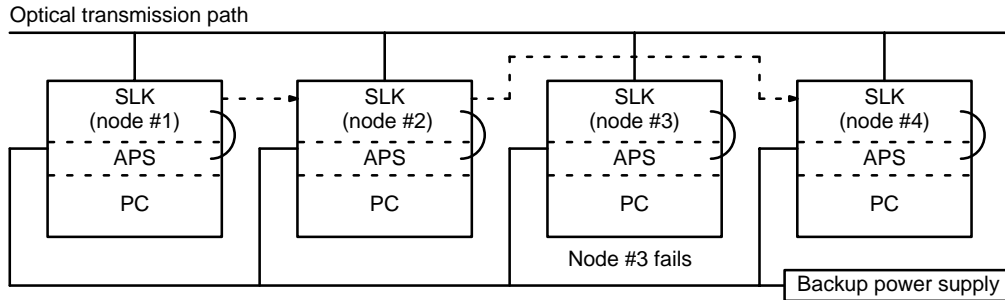 Optical transmission path
SLK
(node #1)
APS
PC
SLK
(node #2)
APS
PC
SLK
(node #3)
APS
PC
SLK
(node #4)
APS
PC
Node #3 fails
Backup power supply